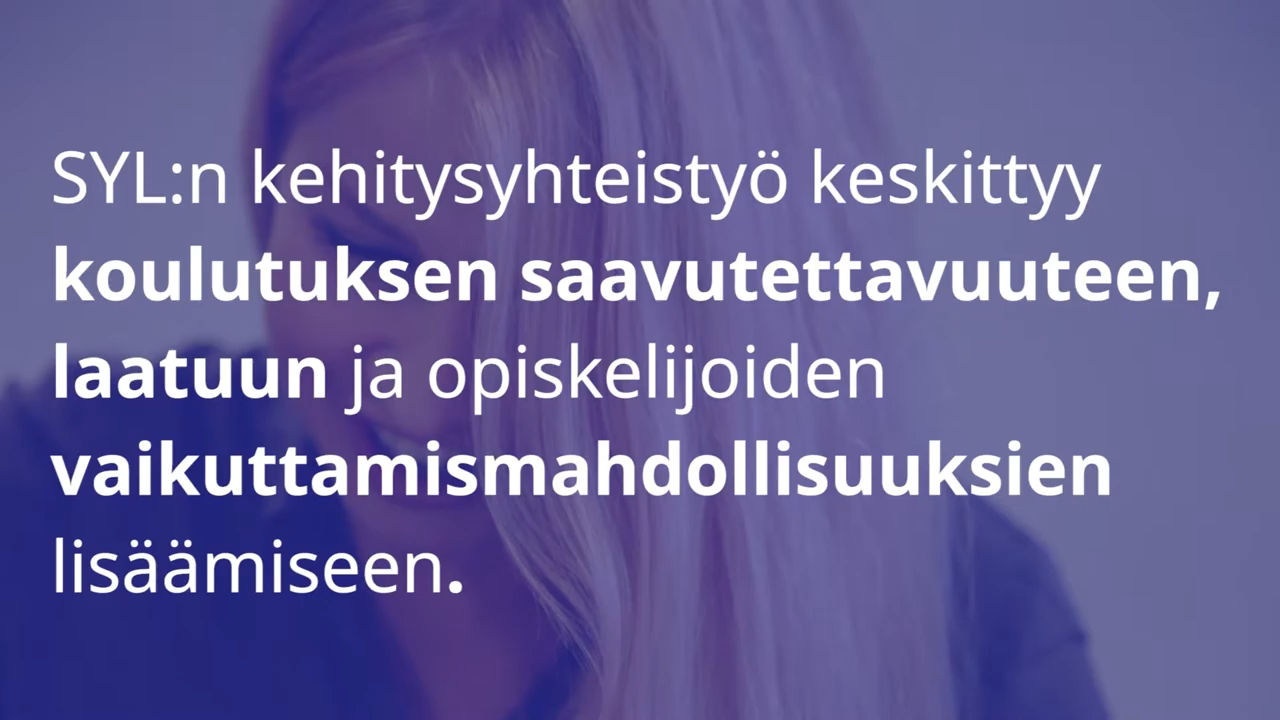 SYL:n kehitysyhteistyö keskittyy
koulutuksen saavutettavuuteen,
laatuun ja opiskelijoiden
vaikuttamismahdollisuuksien
lisäämiseen.